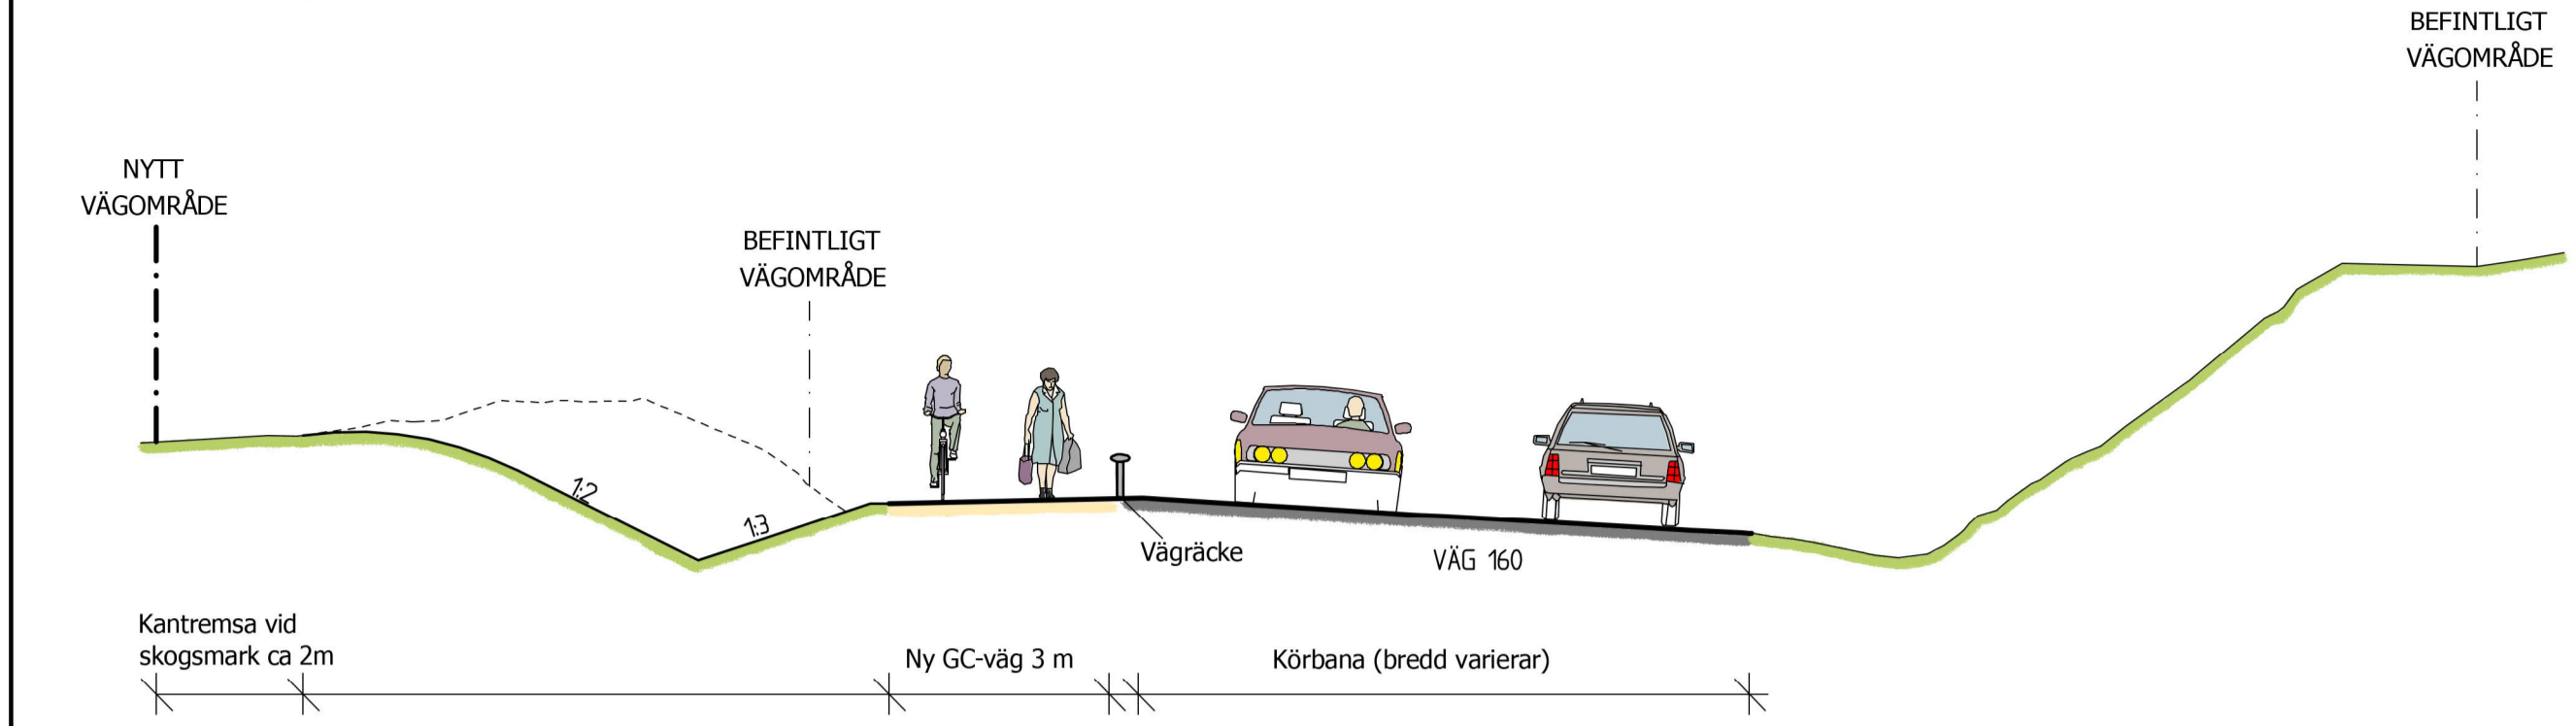 BEFINTLIGT
VÄGOMRÅDE
NYTT
VÄGOMRÅDE
BEFINTLIGT
VÄGOMRÅDE
1:2
1:3
Vägräcke
VÄG 160
Kantremsa vid
skogsmark ca 2m
Ny GC-väg 3 m
Körbana (bredd varierar)